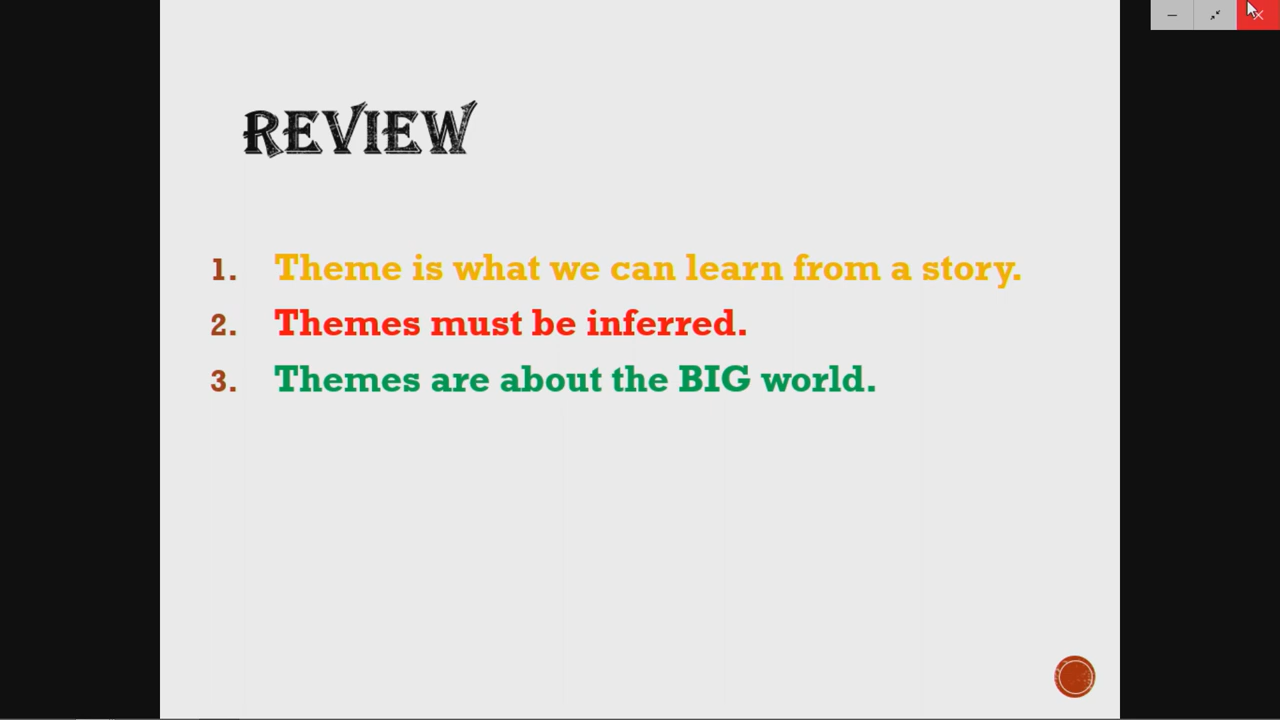 REVIEW
1. Theme is what we can learn from a story.
2. Themes must be inferred.
3. Themes are about the BIG world.